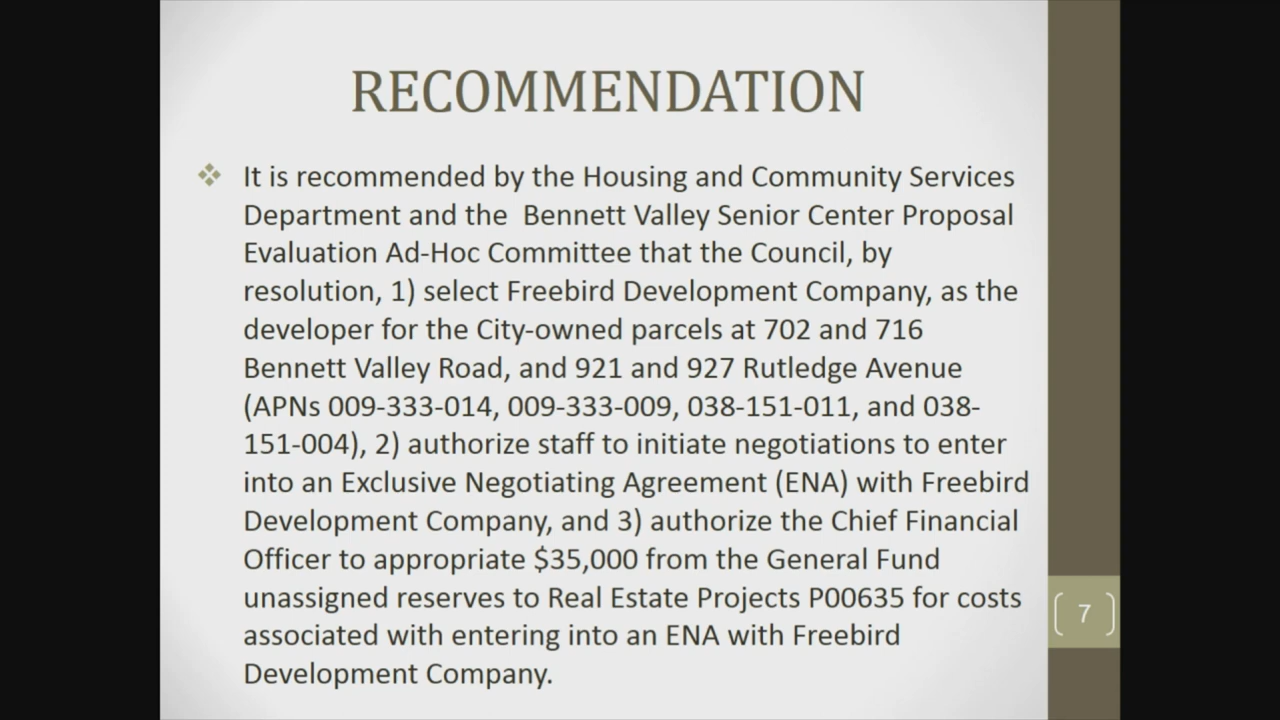 RECOMMENDATION
It is recommended by the Housing and Community Services
Department and the  Bennett Valley Senior Center Proposal
Evaluation Ad-Hoc Committee that the Council, by
resolution, 1) select Freebird Development Company, as the
developer for the City-owned parcels at 702 and 716
Bennett Valley Road, and 921 and 927 Rutledge Avenue
(APNs 009-333-014, 009-333-009, 038-151-011, and 038-
151-004), 2) authorize staff to initiate negotiations to enter
into an Exclusive Negotiating Agreement (ENA) with Freebird
Development Company, and 3) authorize the Chief Financial
Officer to appropriate $35,000 from the General Fund
unassigned reserves to Real Estate Projects P00635 for costs
associated with entering into an ENA with Freebird
Development Company.
7